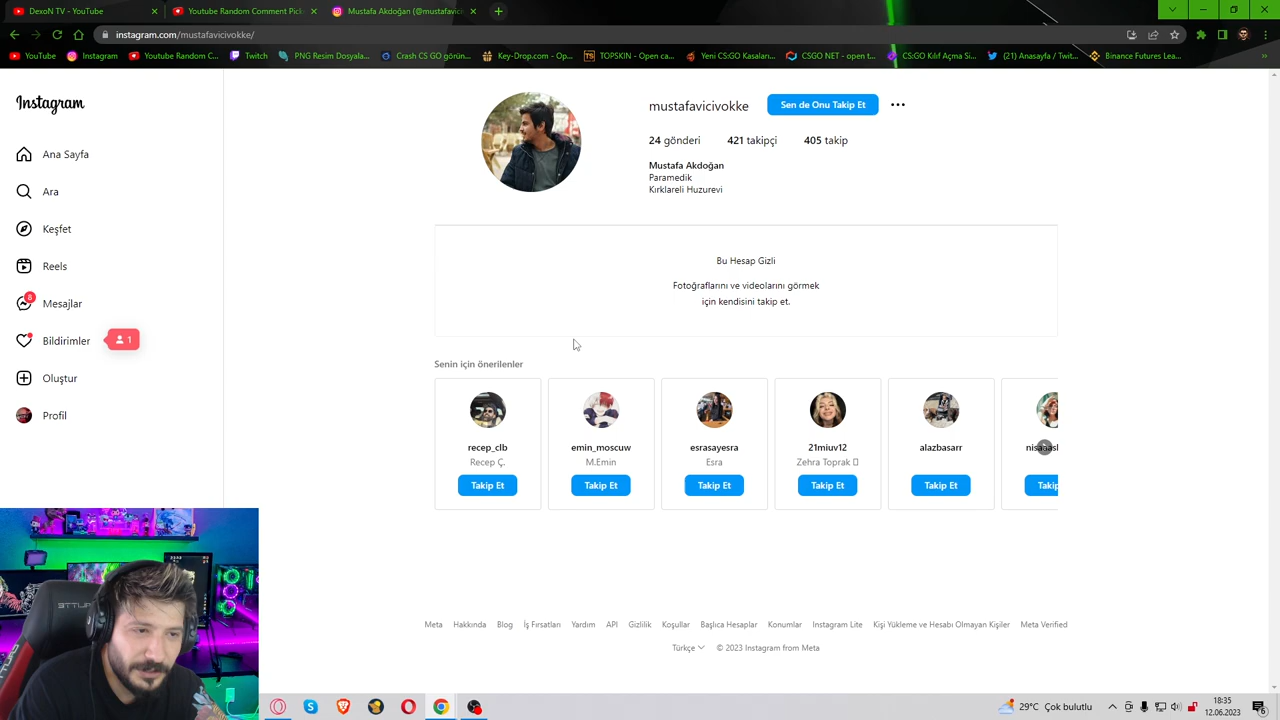 DexoN TV - YouTube
Youtube Random Comment Pick
Mustafa Akdoğan (@mustafavic
instagram.com/mustafavicivokke/
YouTube
Instagram
Youtube Random C...
Twitch
PNG Resim Dosyala...
Crash CS GO görün...
Key-Drop.com - Op...
TOPSKIN - Open ca...
Yeni CS:GO Kasaları...
CSGO NET - open t...
CS:GO Kılıf Açma Si...
(21) Anasayfa / Twit...
Binance Futures Lea...
Instagram
Ana Sayfa
Ara
Keşfet
Reels
8
Mesajlar
Bildirimler
1
Oluştur
Profil
mustafavicivokke
Sen de Onu Takip Et
24 gönderi
421 takipçi
405 takip
Mustafa Akdoğan
Paramedik
Kırklareli Huzurevi
Bu Hesap Gizli
Fotoğraflarını ve videolarını görmek
için kendisini takip et.
Senin için önerilenler
recep_clb
emin_moscuw
esrasayesra
21miuv12
alazbasarr
Recep Ç.
M.Emin
Esra
Zehra Toprak
Takip Et
Takip Et
Takip Et
Takip Et
Takip Et
Takip
Meta
Hakkında
Blog
İş Fırsatları
Yardım
API
Gizlilik
Koşullar
Başlıca Hesaplar
Konumlar
Instagram Lite
Kişi Yükleme ve Hesabı Olmayan Kişiler
Meta Verified
Türkçe
© 2023 Instagram from Meta
29°C Çok bulutlu
18:35
12.06.2023
6